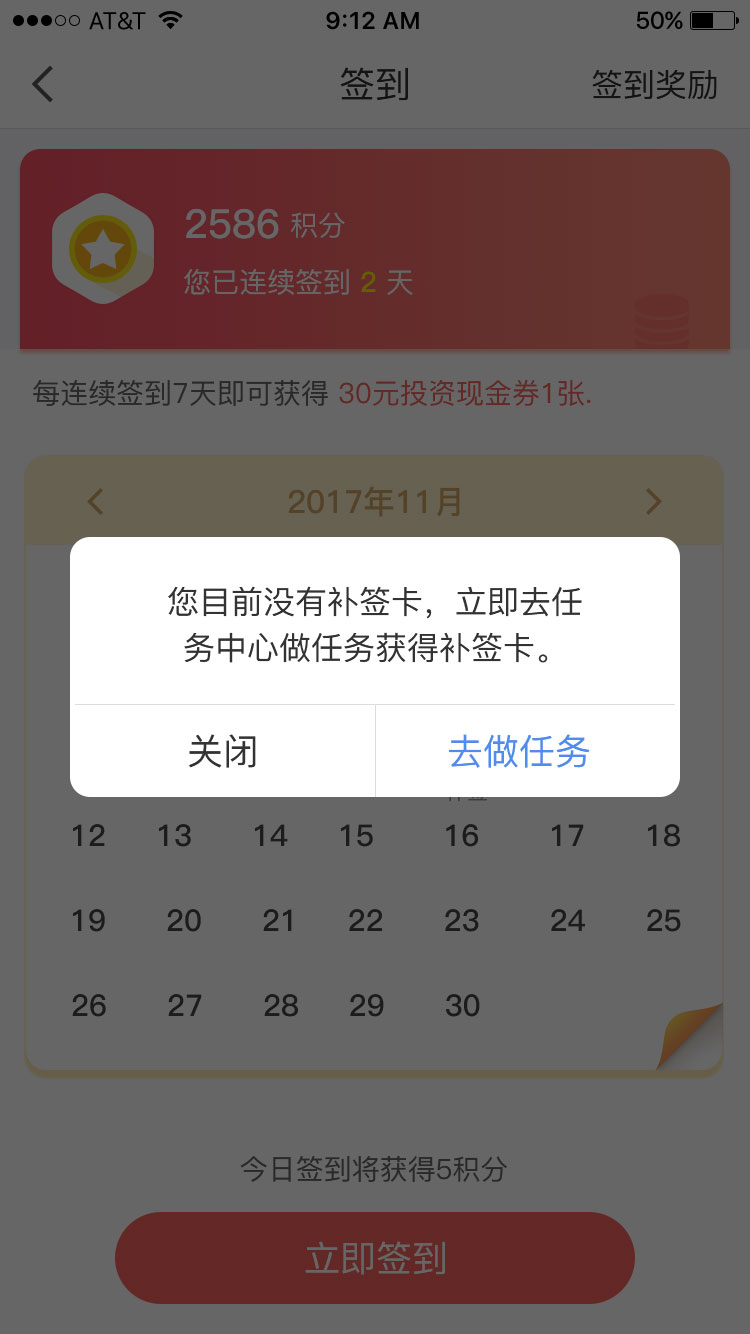 AT&T 9:12 AM 50%
签到 签到奖励
2586 积分
您已连续签到 2 天
每连续签到7天即可获得 30元投资现金券1张.
2017年11月
您目前没有补签卡，立即去任
务中心做任务获得补签卡。
关闭 去做任务
12 13 14 15 16 17 18
19 20 21 22 23 24 25
26 27 28 29 30
今日签到将获得5积分
立即签到